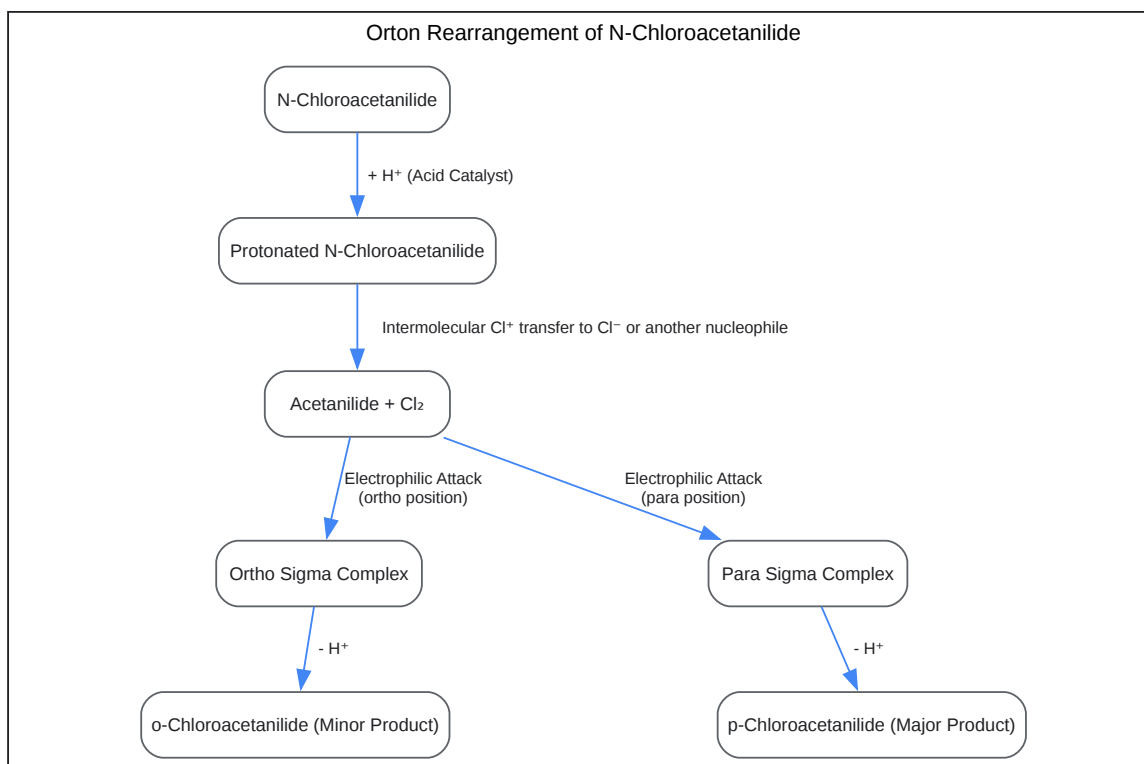 Orton Rearrangement of N-Chloroacetanilide
N-Chloroacetanilide
+ H⁺ (Acid Catalyst)
Protonated N-Chloroacetanilide
Intermolecular Cl⁺ transfer to Cl⁻ or another nucleophile
Acetanilide + Cl₂
Electrophilic Attack
(ortho position)
Electrophilic Attack
(para position)
Ortho Sigma Complex
Para Sigma Complex
- H⁺
- H⁺
o-Chloroacetanilide (Minor Product)
p-Chloroacetanilide (Major Product)